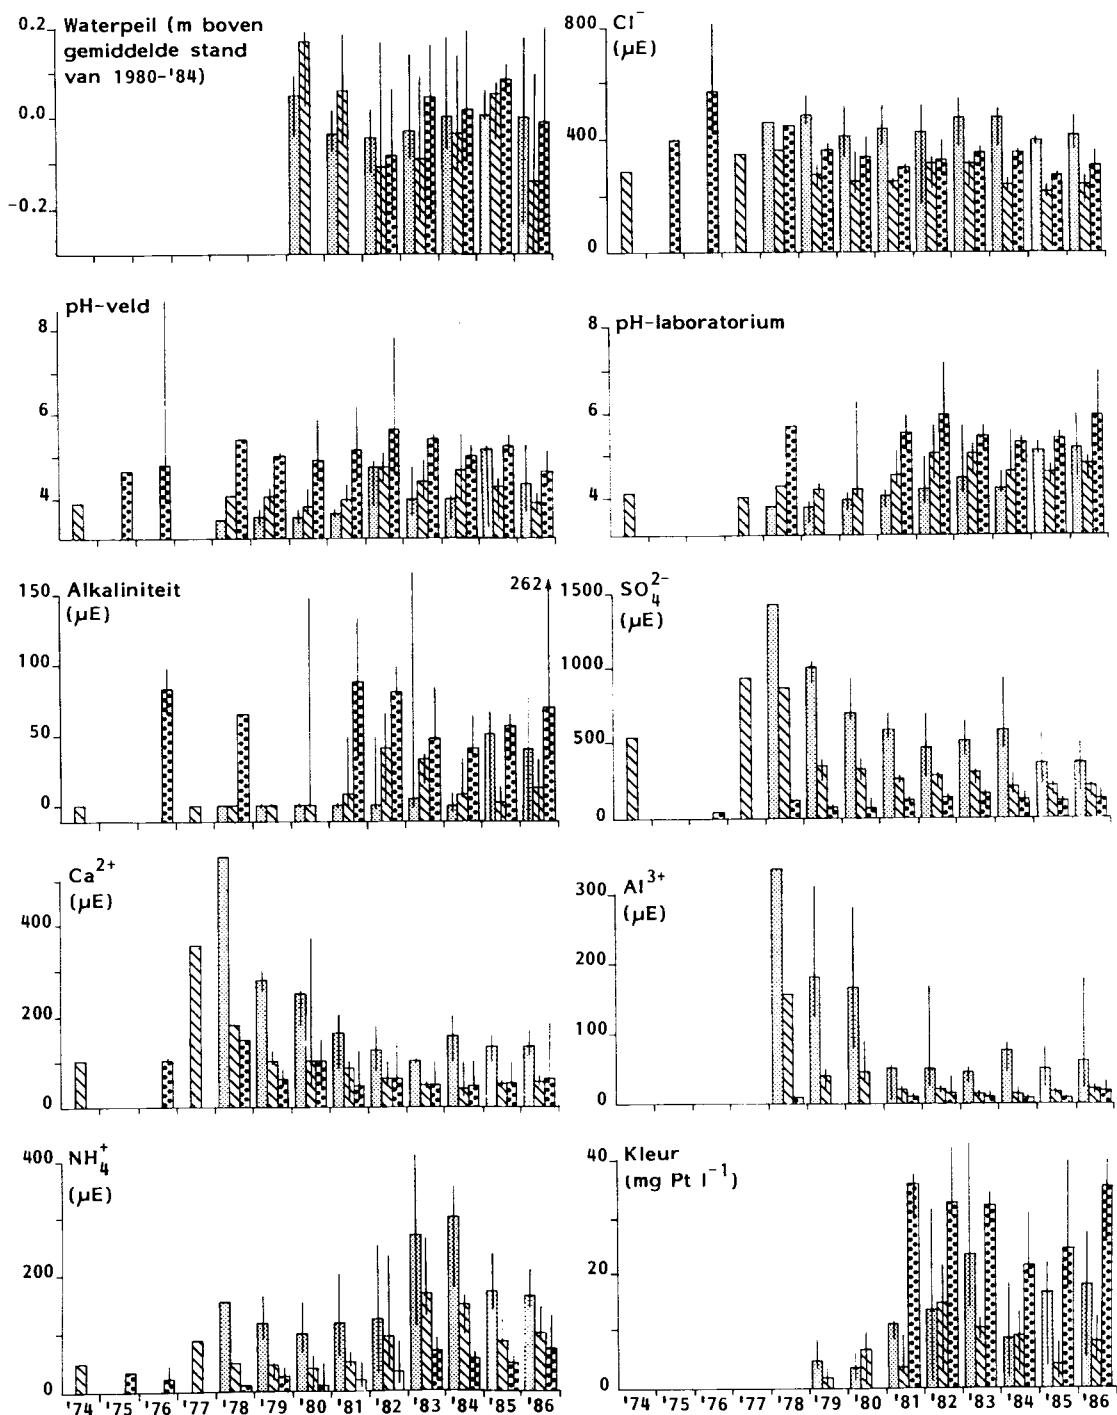 Waterpeil (m boven
gemiddelde stand
van 1980-'84)
0.2
0.0
-0.2
Cl⁻
(µE)
800
400
0
pH-veld
8
6
4
pH-laboratorium
8
6
4
Alkaliniteit
(µE)
150
100
50
0
262
SO₄²⁻
(µE)
1500
1000
500
0
Ca²⁺
(µE)
400
200
0
Al³⁺
(µE)
300
200
100
0
NH₄⁺
(µE)
400
200
0
'74 '75 '76 '77 '78 '79 '80 '81 '82 '83 '84 '85 '86
Kleur
(mg Pt l⁻¹)
40
20
0
'74 '75 '76 '77 '78 '79 '80 '81 '82 '83 '84 '85 '86